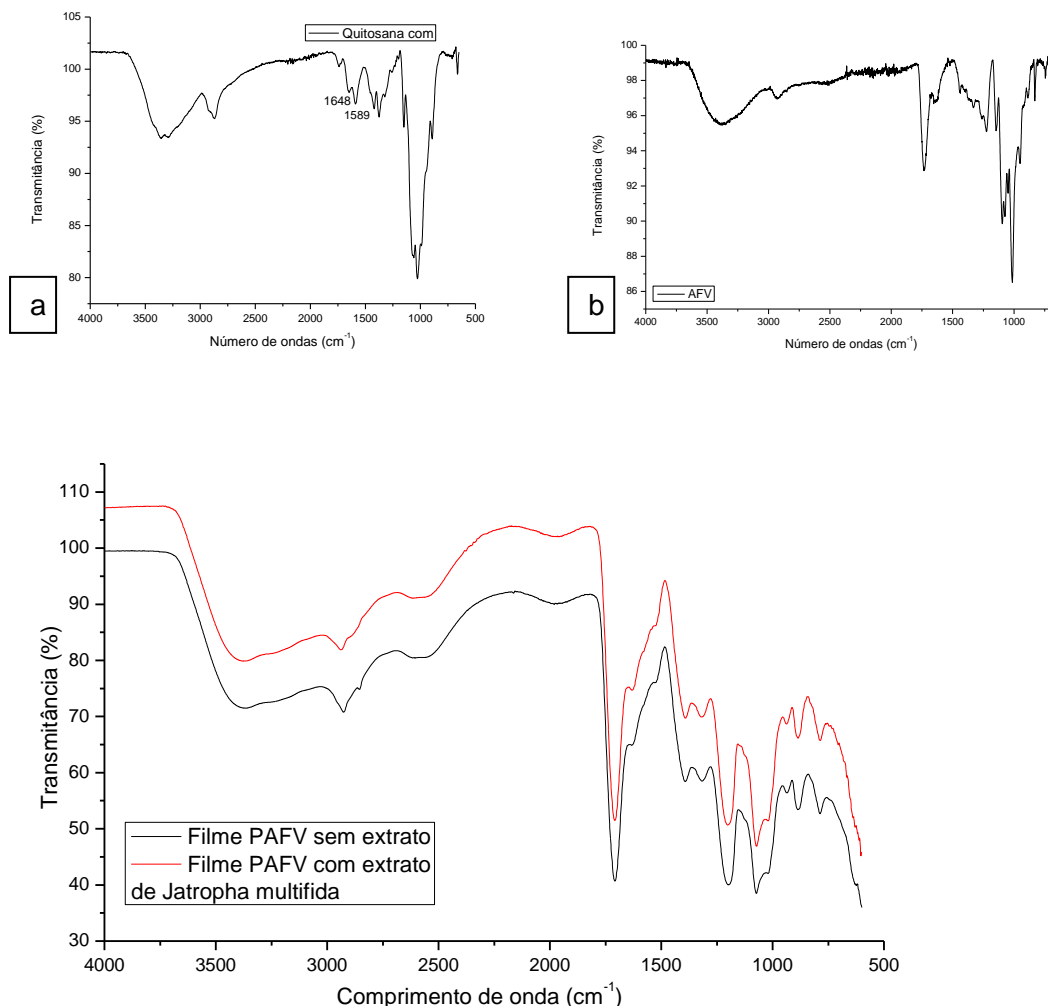 105
100
95
90
85
80
Transmitância (%)
Quitosana com
1648
1589
4000 3500 3000 2500 2000 1500 1000 500
Número de ondas (cm-1)
a
100
98
96
94
92
90
88
86
Transmitância (%)
AFV
4000 3500 3000 2500 2000 1500 1000
Número de ondas (cm-1)
b
110
100
90
80
70
60
50
40
30
Transmitância (%)
Filme PAFV sem extrato
Filme PAFV com extrato
de Jatropha multifida
4000 3500 3000 2500 2000 1500 1000 500
Comprimento de onda (cm-1)